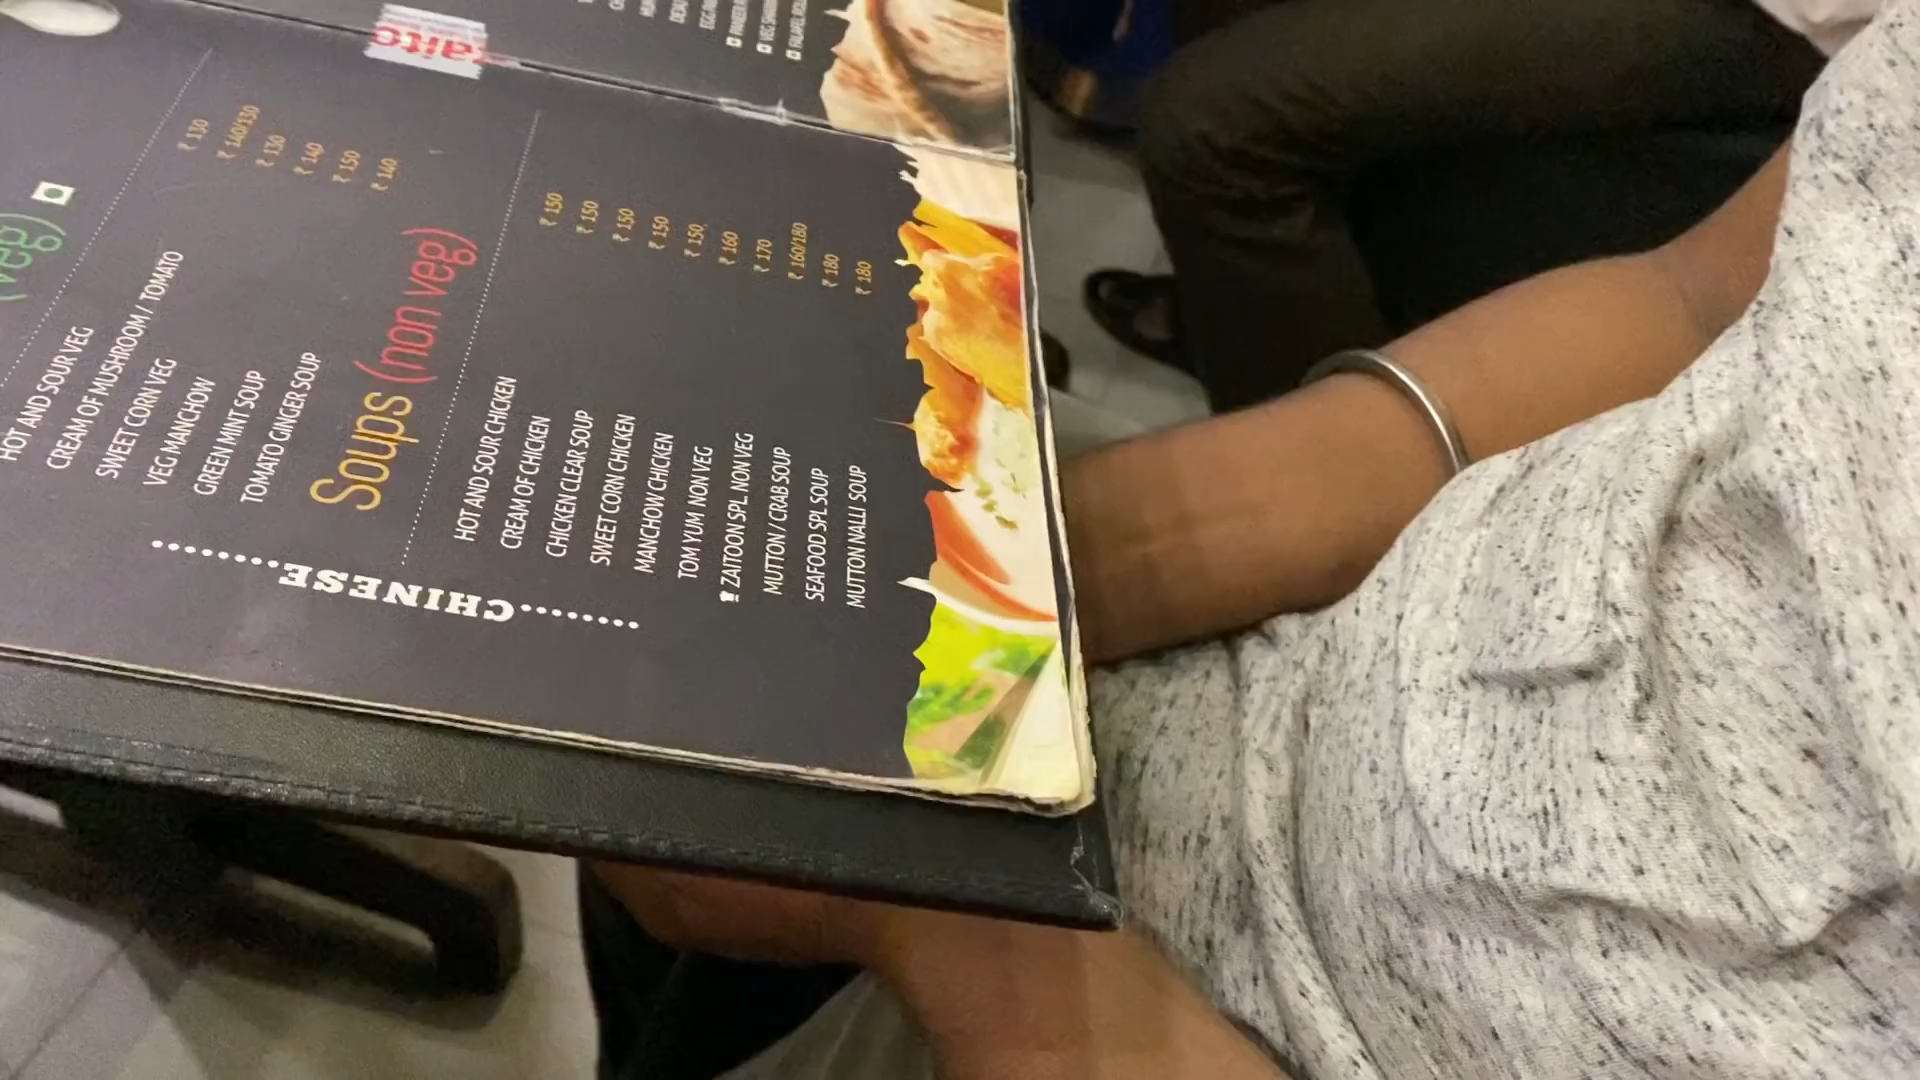 CHINESE
(veg)
HOT AND SOUR VEG ₹ 130
CREAM OF MUSHROOM / TOMATO ₹ 140/130
SWEET CORN VEG ₹ 130
VEG MANCHOW ₹ 140
GREEN MINT SOUP ₹ 150
TOMATO GINGER SOUP ₹ 140
Soups (non veg)
HOT AND SOUR CHICKEN ₹ 150
CREAM OF CHICKEN ₹ 150
CHICKEN CLEAR SOUP ₹ 150
SWEET CORN CHICKEN ₹ 150
MANCHOW CHICKEN ₹ 150
TOM YUM NON VEG ₹ 160
ZAITOON SPL. NON VEG ₹ 170
MUTTON / CRAB SOUP ₹ 160/180
SEAFOOD SPL SOUP ₹ 180
MUTTON NALLI SOUP ₹ 180